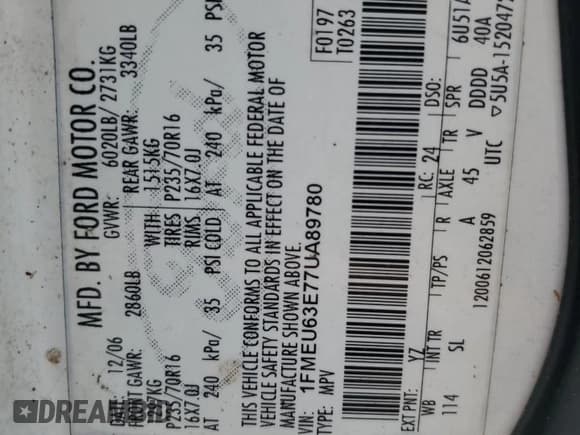 MFD. BY FORD MOTOR CO.
DATE: 12/06 GVWR: 6020LB/ 2731KG
FRONT GAWR: 2860LB REAR GAWR: 3340LB
WITH 1515KG
P235/70R16 TIRES P235/70R16
16X7.0J RIMS 16X7.0J
AT 240 kPa/ 35 PSI COLD AT 240 kPa/ 35 PSI
THIS VEHICLE CONFORMS TO ALL APPLICABLE FEDERAL MOTOR
VEHICLE SAFETY STANDARDS IN EFFECT ON THE DATE OF
MANUFACTURE SHOWN ABOVE.
VIN: 1FMEU63E77UA89780
TYPE: MPV
F0197
T0263
EXT PNT: YZ RC: 24 DSO:
WB INT TR TP/PS R AXLE TR SPR
114 SL A 45 V DDDD 40A
1200612062859 UTC ▽5U5A-152047
DREAM